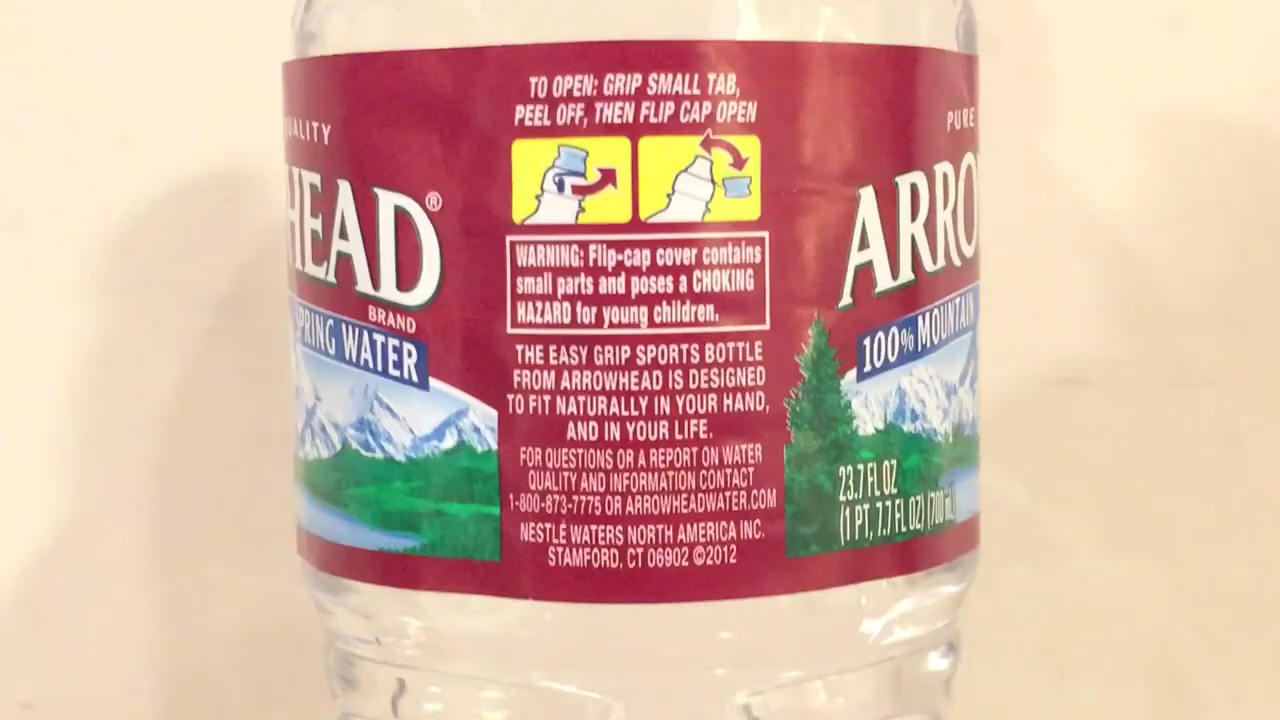 UALITY
HEAD®
BRAND
SPRING WATER
TO OPEN: GRIP SMALL TAB,
PEEL OFF, THEN FLIP CAP OPEN
WARNING: Flip-cap cover contains
small parts and poses a CHOKING
HAZARD for young children.
THE EASY GRIP SPORTS BOTTLE
FROM ARROWHEAD IS DESIGNED
TO FIT NATURALLY IN YOUR HAND,
AND IN YOUR LIFE.
FOR QUESTIONS OR A REPORT ON WATER
QUALITY AND INFORMATION CONTACT
1-800-873-7775 OR ARROWHEADWATER.COM
NESTLÉ WATERS NORTH AMERICA INC.
STAMFORD, CT 06902 ©2012
PURE
ARRO
100% MOUNTAIN
23.7 FL OZ
(1 PT, 7.7 FL OZ) (700mL)